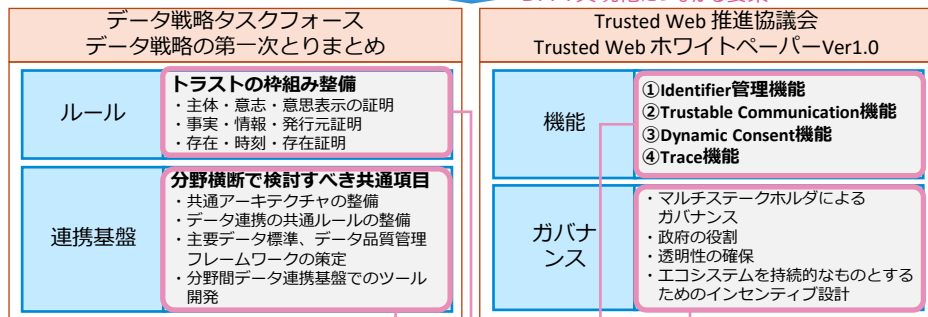 データ戦略タスクフォース
データ戦略の第一次とりまとめ
ルール
トラストの枠組み整備
・主体・意志・意思表示の証明
・事実・情報・発行元証明
・存在・時刻・存在証明
連携基盤
分野横断で検討すべき共通項目
・共通アーキテクチャの整備
・データ連携の共通ルールの整備
・主要データ標準、データ品質管理
フレームワークの策定
・分野間データ連携基盤でのツール
開発
Trusted Web 推進協議会
Trusted Web ホワイトペーパーVer1.0
機能
①Identifier管理機能
②Trustable Communication機能
③Dynamic Consent機能
④Trace機能
ガバナ
ンス
・マルチステークホルダによる
ガバナンス
・政府の役割
・透明性の確保
・エコシステムを持続的なものとする
ためのインセンティブ設計